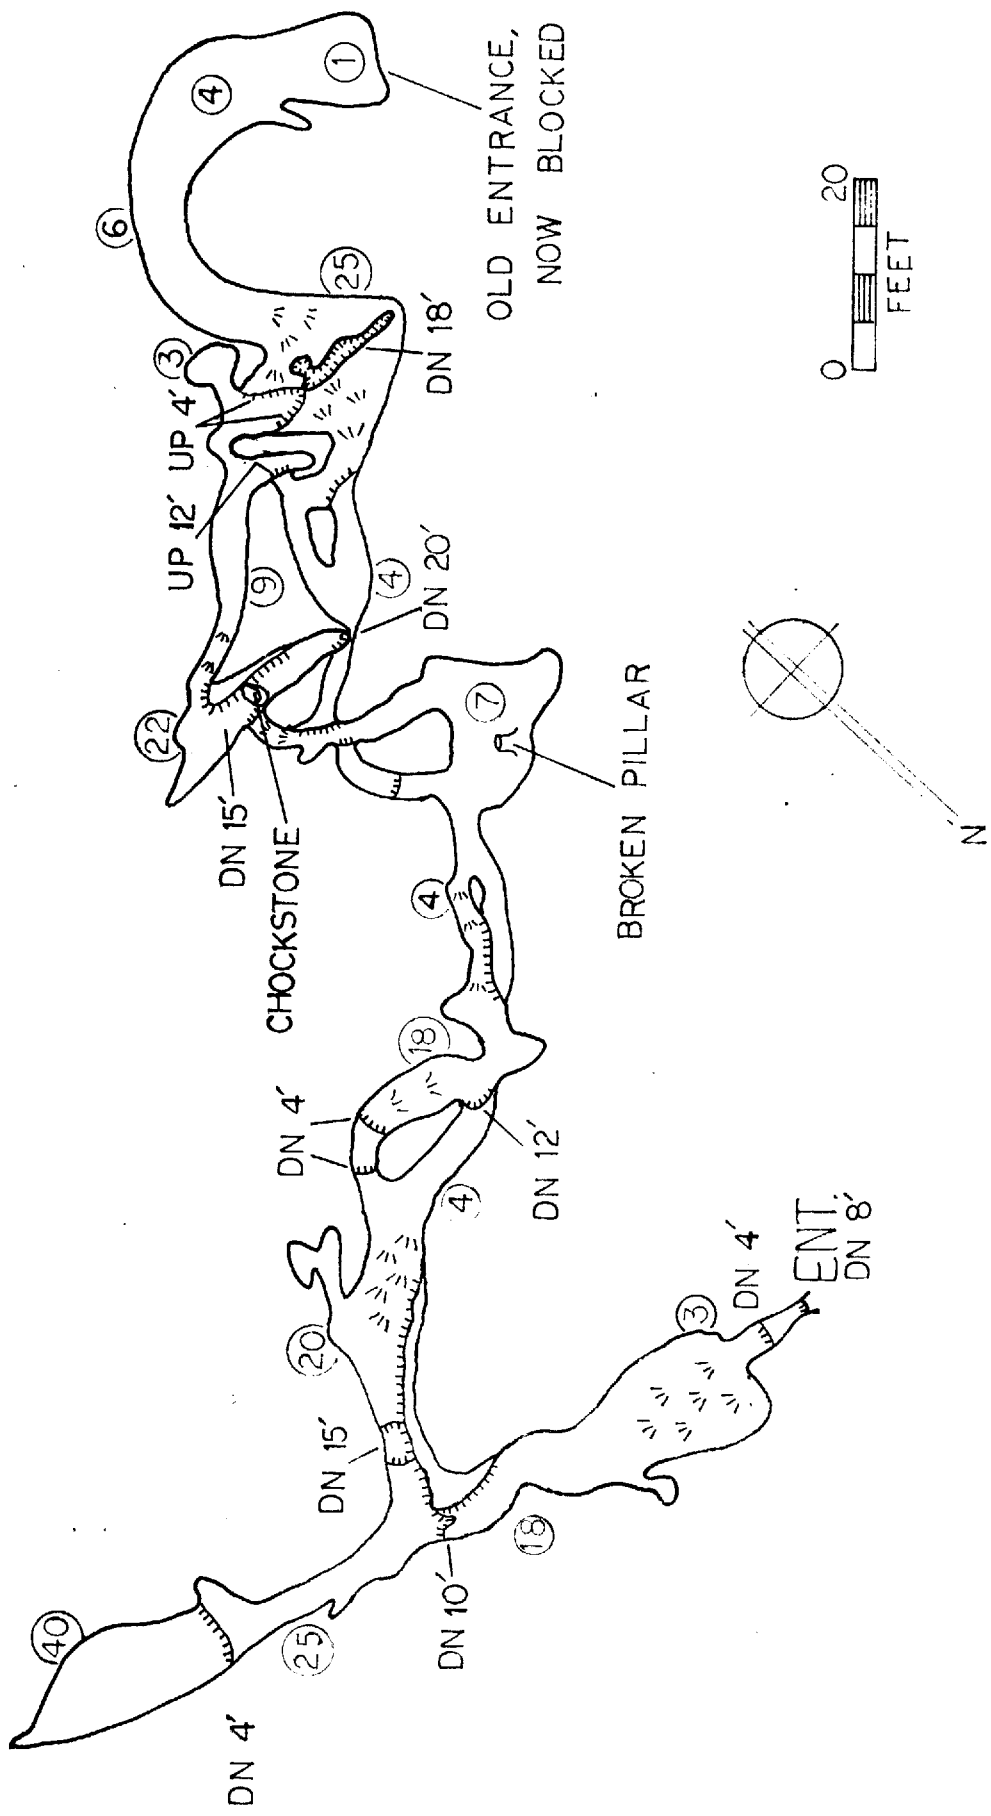 40
DN 4'
25
DN 10'
18
DN 15'
20
3
DN 4'
ENT.
DN 8'
4
DN 12'
DN 4'
18
4
BROKEN PILLAR
7
CHOCKSTONE
DN 15'
22
DN 20'
4
9
UP 12'
UP 4'
3
DN 18'
25
6
4
1
OLD ENTRANCE,
NOW BLOCKED
0
20
FEET
N